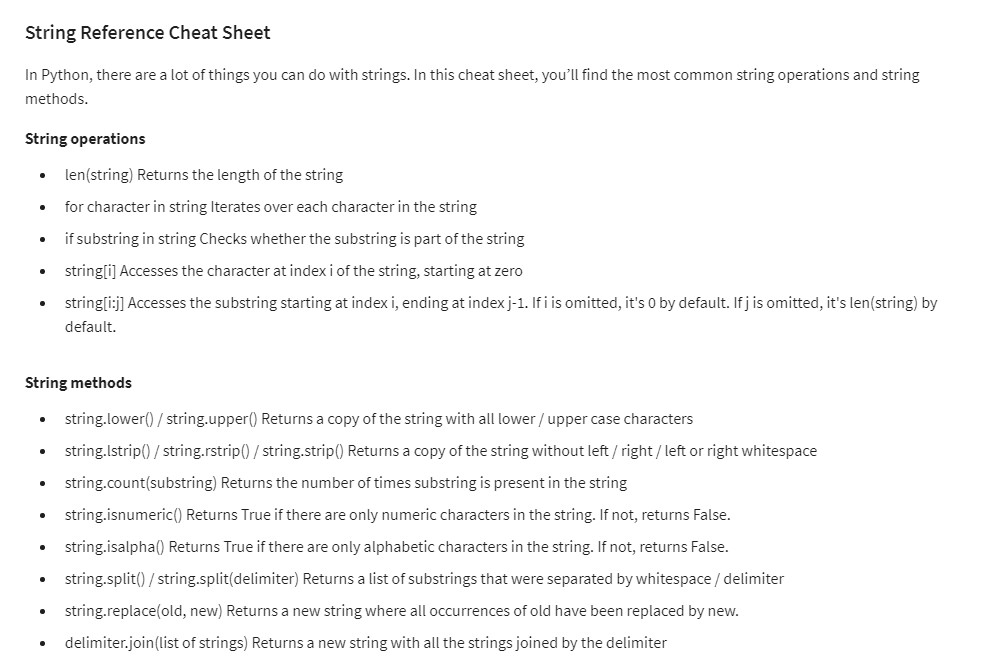 String Reference Cheat Sheet
In Python, there are a lot of things you can do with strings. In this cheat sheet, you’ll find the most common string operations and string
methods.
String operations
• len(string) Returns the length of the string
• for character in string Iterates over each character in the string
• if substring in string Checks whether the substring is part of the string
• string[i] Accesses the character at index i of the string, starting at zero
• string[i:j] Accesses the substring starting at index i, ending at index j-1. If i is omitted, it's 0 by default. If j is omitted, it's len(string) by
default.
String methods
• string.lower() / string.upper() Returns a copy of the string with all lower / upper case characters
• string.lstrip() / string.rstrip() / string.strip() Returns a copy of the string without left / right / left or right whitespace
• string.count(substring) Returns the number of times substring is present in the string
• string.isnumeric() Returns True if there are only numeric characters in the string. If not, returns False.
• string.isalpha() Returns True if there are only alphabetic characters in the string. If not, returns False.
• string.split() / string.split(delimiter) Returns a list of substrings that were separated by whitespace / delimiter
• string.replace(old, new) Returns a new string where all occurrences of old have been replaced by new.
• delimiter.join(list of strings) Returns a new string with all the strings joined by the delimiter